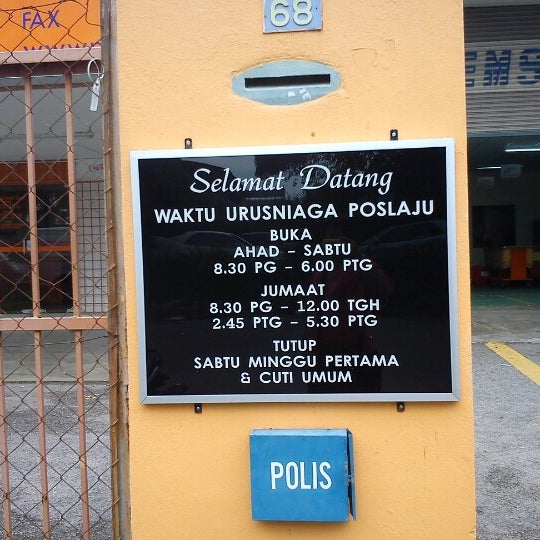 FAX
68
EMS
Selamat Datang
WAKTU URUSNIAGA POSLAJU
BUKA
AHAD - SABTU
8.30 PG - 6.00 PTG
JUMAAT
8.30 PG - 12.00 TGH
2.45 PTG - 5.30 PTG
TUTUP
SABTU MINGGU PERTAMA
& CUTI UMUM
POLIS